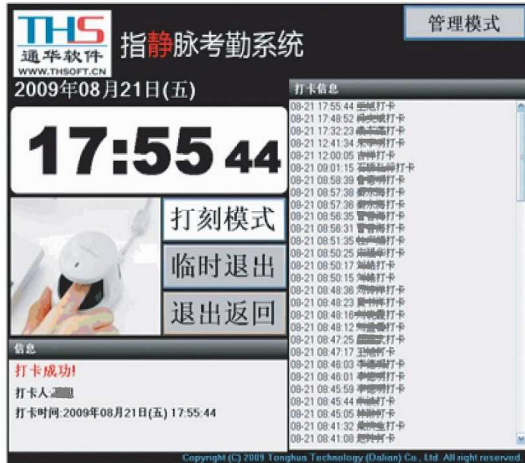 THS
通华软件
WWW.THSOFT.CN
指静脉考勤系统
管理模式
2009年08月21日(五)
17:55 44
打刻模式
临时退出
退出返回
信息
打卡成功!
打卡人:
打卡时间:2009年08月21日(五) 17:55:44
打卡信息
08-21 17:55:44 打卡
08-21 17:48:52 打卡
08-21 17:32:23 打卡
08-21 12:41:34 打卡
08-21 12:00:05 打卡
08-21 09:01:15 打卡
08-21 08:58:39 打卡
08-21 08:57:38 打卡
08-21 08:57:36 打卡
08-21 08:56:35 打卡
08-21 08:56:31 打卡
08-21 08:51:35 打卡
08-21 08:50:25 打卡
08-21 08:50:17 打卡
08-21 08:50:15 打卡
08-21 08:48:36 打卡
08-21 08:48:23 打卡
08-21 08:48:16 打卡
08-21 08:48:12 打卡
08-21 08:47:25 打卡
08-21 08:47:17 打卡
08-21 08:46:03 打卡
08-21 08:46:01 打卡
08-21 08:45:59 打卡
08-21 08:45:44 打卡
08-21 08:45:05 打卡
08-21 08:41:32 打卡
08-21 08:41:08 打卡
Copyright (C) 2009 Tonghua Technology (Dalian) Co., Ltd. All right reserved.